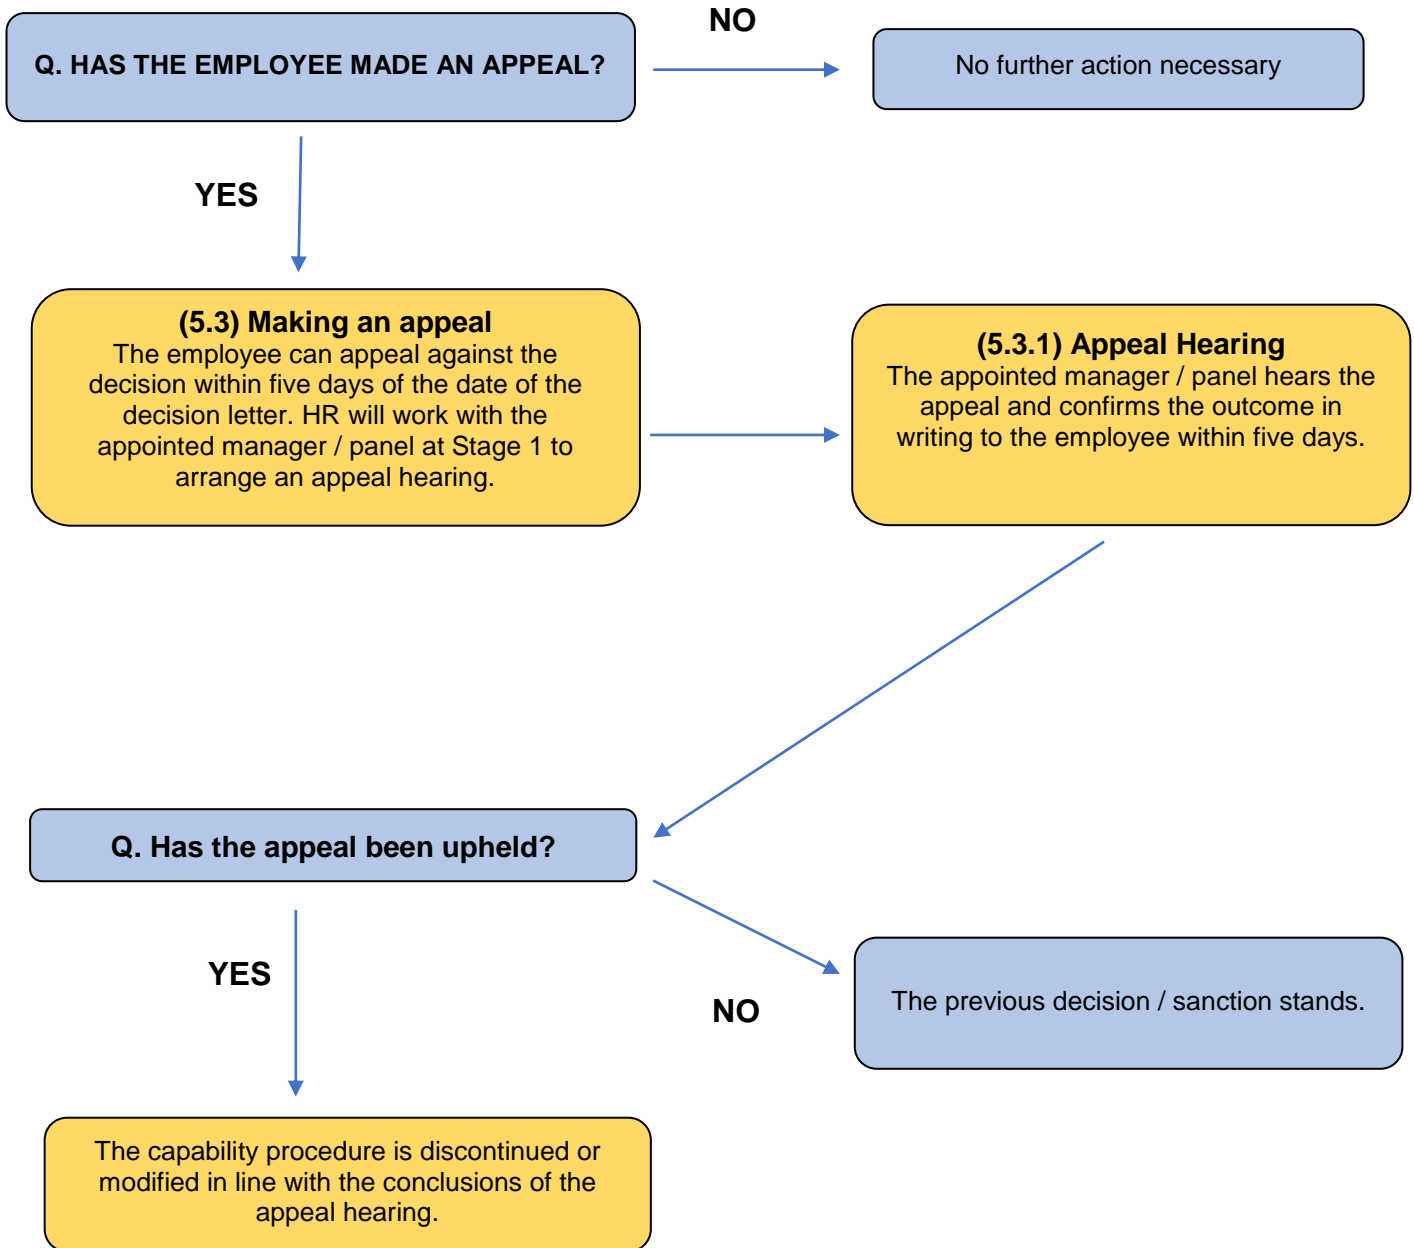 NO
Q. HAS THE EMPLOYEE MADE AN APPEAL?
No further action necessary
YES
(5.3) Making an appeal
The employee can appeal against the
decision within five days of the date of the
decision letter. HR will work with the
appointed manager / panel at Stage 1 to
arrange an appeal hearing.
(5.3.1) Appeal Hearing
The appointed manager / panel hears the
appeal and confirms the outcome in
writing to the employee within five days.
Q. Has the appeal been upheld?
YES
NO
The previous decision / sanction stands.
The capability procedure is discontinued or
modified in line with the conclusions of the
appeal hearing.